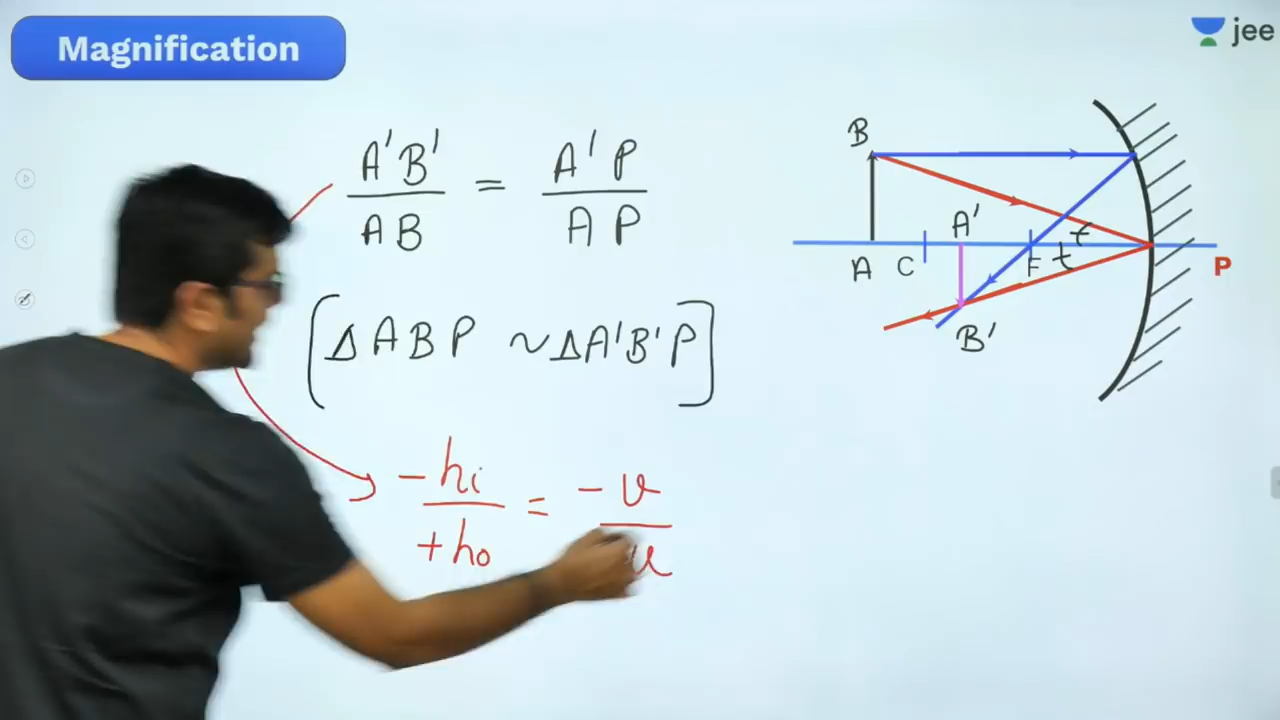 Magnification
jee
A'B' / AB = A'P / AP
[ΔABP ~ ΔA'B'P]
-hi / +ho = -v / u
B
A'
A C F P
B'